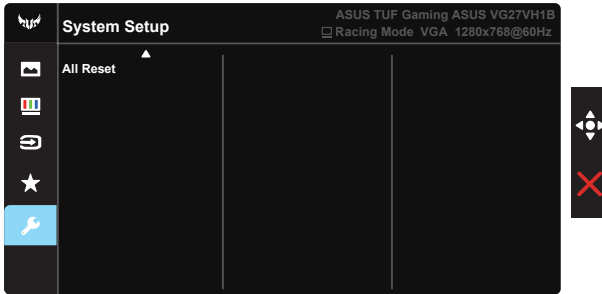 System Setup
ASUS TUF Gaming ASUS VG27VH1B
Racing Mode VGA 1280x768@60Hz
All Reset